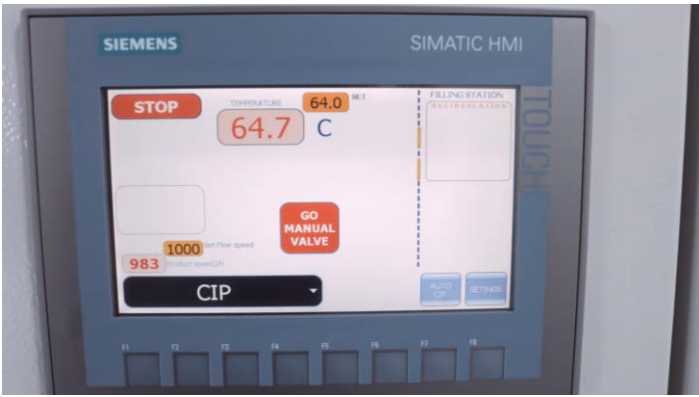 SIEMENS
SIMATIC HMI
TOUCH
STOP
TEMPERATURE
64.0
SET
64.7 C
FILLING STATION
RECIRCULATION
GO
MANUAL
VALVE
1000 Set Flow speed
983 Product speed L/h
CIP
AUTO
CIP
SETINGS
F1 F2 F3 F4 F5 F6 F7 F8